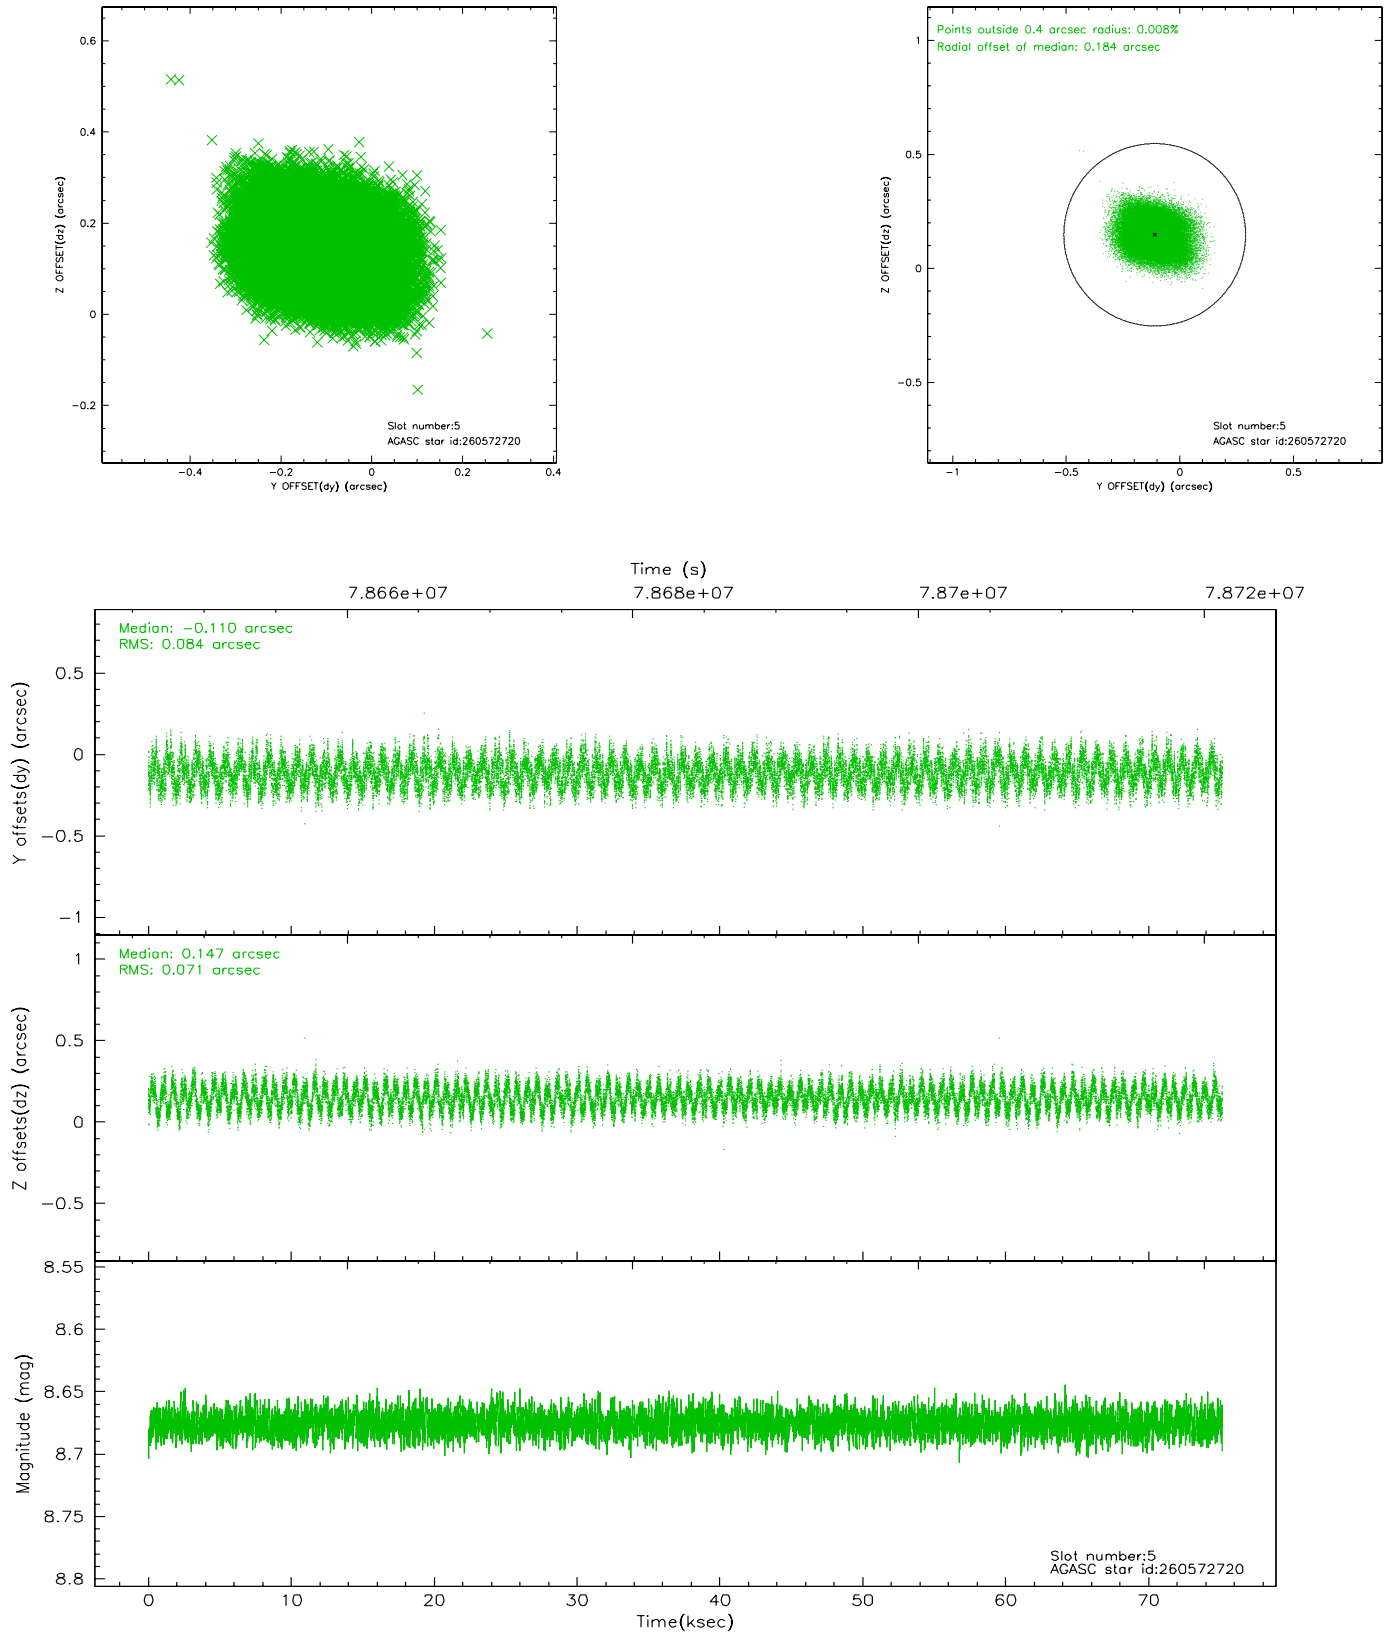 0.6
0.4
0.2
0
−0.2
Z OFFSET(dz) (arcsec)
Slot number:5
AGASC star id:260572720
−0.4 −0.2 0 0.2 0.4
Y OFFSET(dy) (arcsec)
Points outside 0.4 arcsec radius: 0.008%
Radial offset of median: 0.184 arcsec
1
0.5
0
−0.5
Z OFFSET(dz) (arcsec)
Slot number:5
AGASC star id:260572720
−1 −0.5 0 0.5
Y OFFSET(dy) (arcsec)
Time (s)
7.866e+07 7.868e+07 7.87e+07 7.872e+07
Median: −0.110 arcsec
RMS: 0.084 arcsec
0.5
0
−0.5
−1
Y offsets(dy) (arcsec)
Median: 0.147 arcsec
RMS: 0.071 arcsec
1
0.5
0
−0.5
Z offsets(dz) (arcsec)
8.55
8.6
8.65
8.7
8.75
8.8
Magnitude (mag)
Slot number:5
AGASC star id:260572720
0 10 20 30 40 50 60 70
Time(ksec)